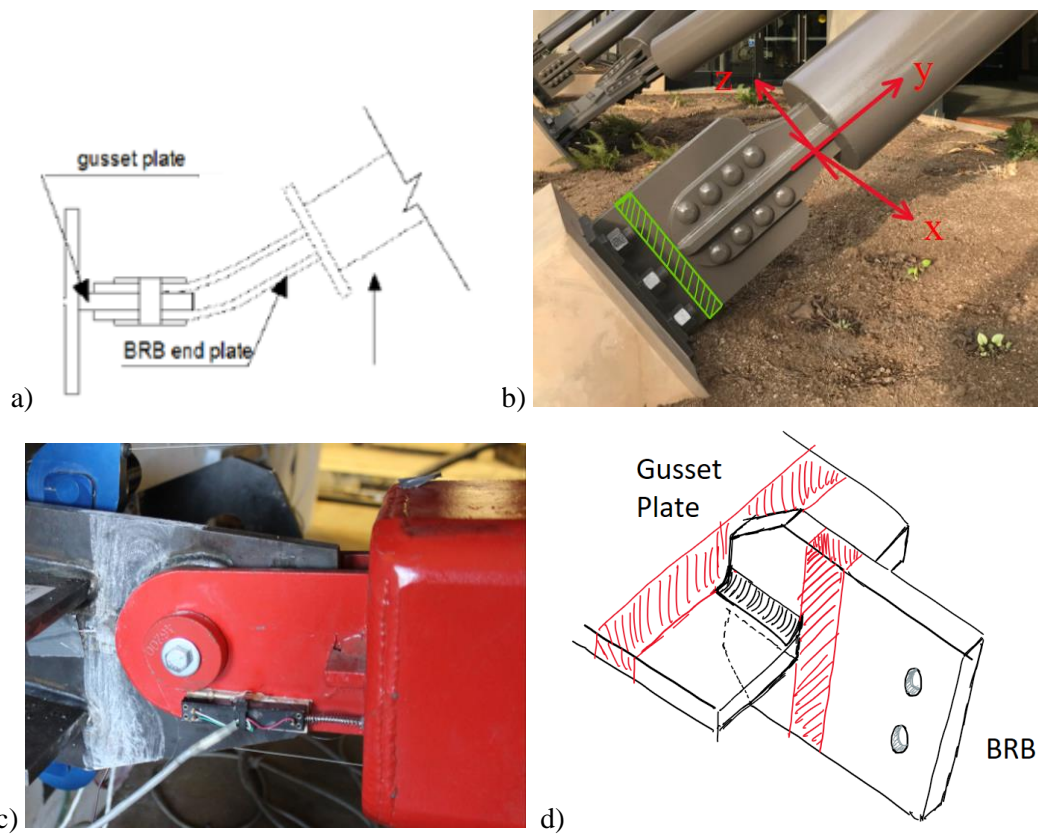 gusset plate
BRB end plate
a)
z
y
x
b)
c)
Gusset
Plate
BRB
d)